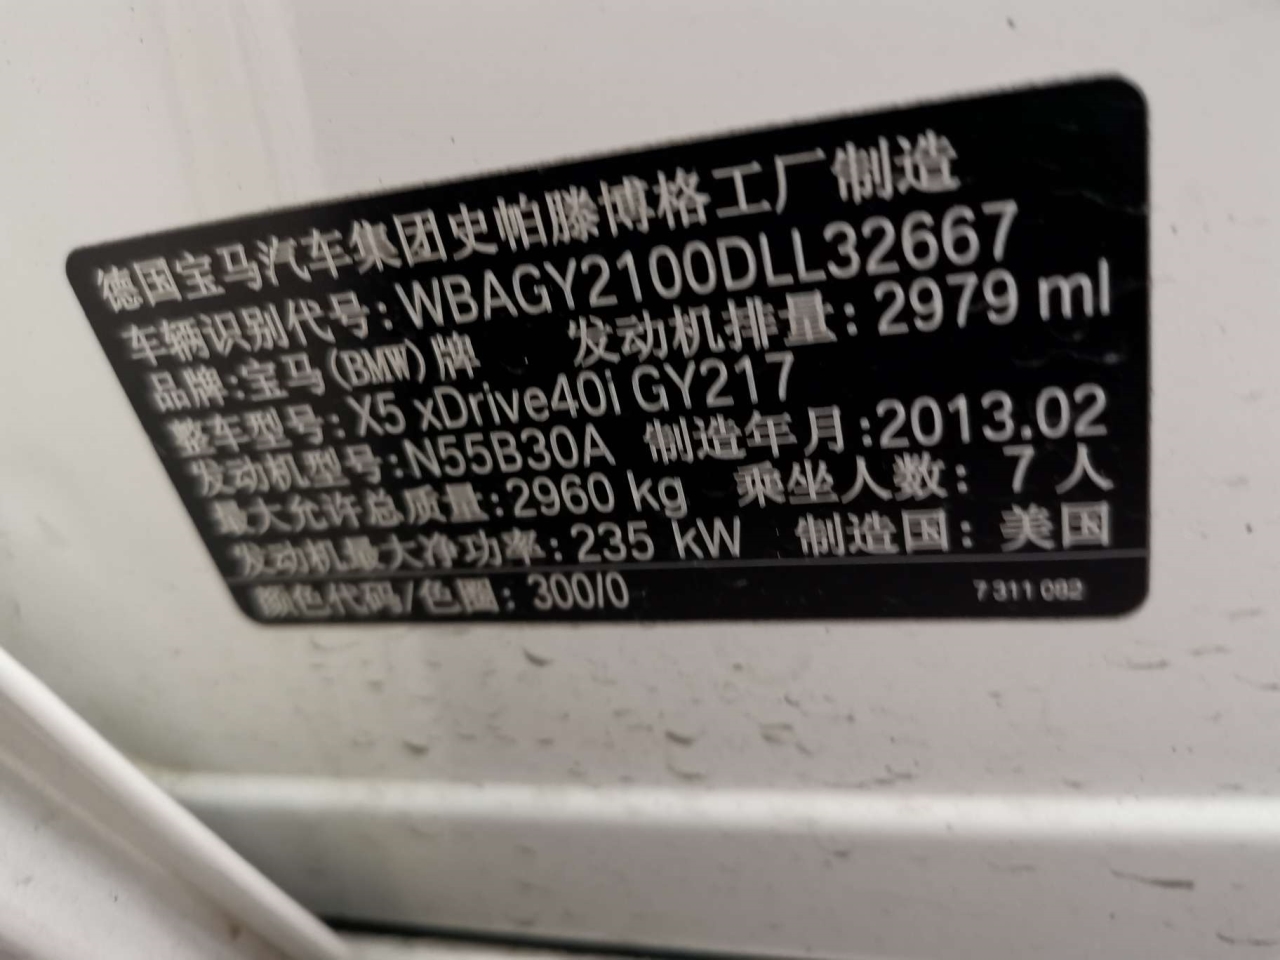 德国宝马汽车集团史帕滕博格工厂制造
车辆识别代号:WBAGY2100DLL32667
品牌:宝马(BMW)牌 发动机排量:2979 ml
整车型号:X5 xDrive40i GY217
发动机型号:N55B30A 制造年月:2013.02
最大允许总质量:2960 kg 乘坐人数:7 人
发动机最大净功率:235 kW 制造国:美国
颜色代码/色圈:300/0 7 311 082